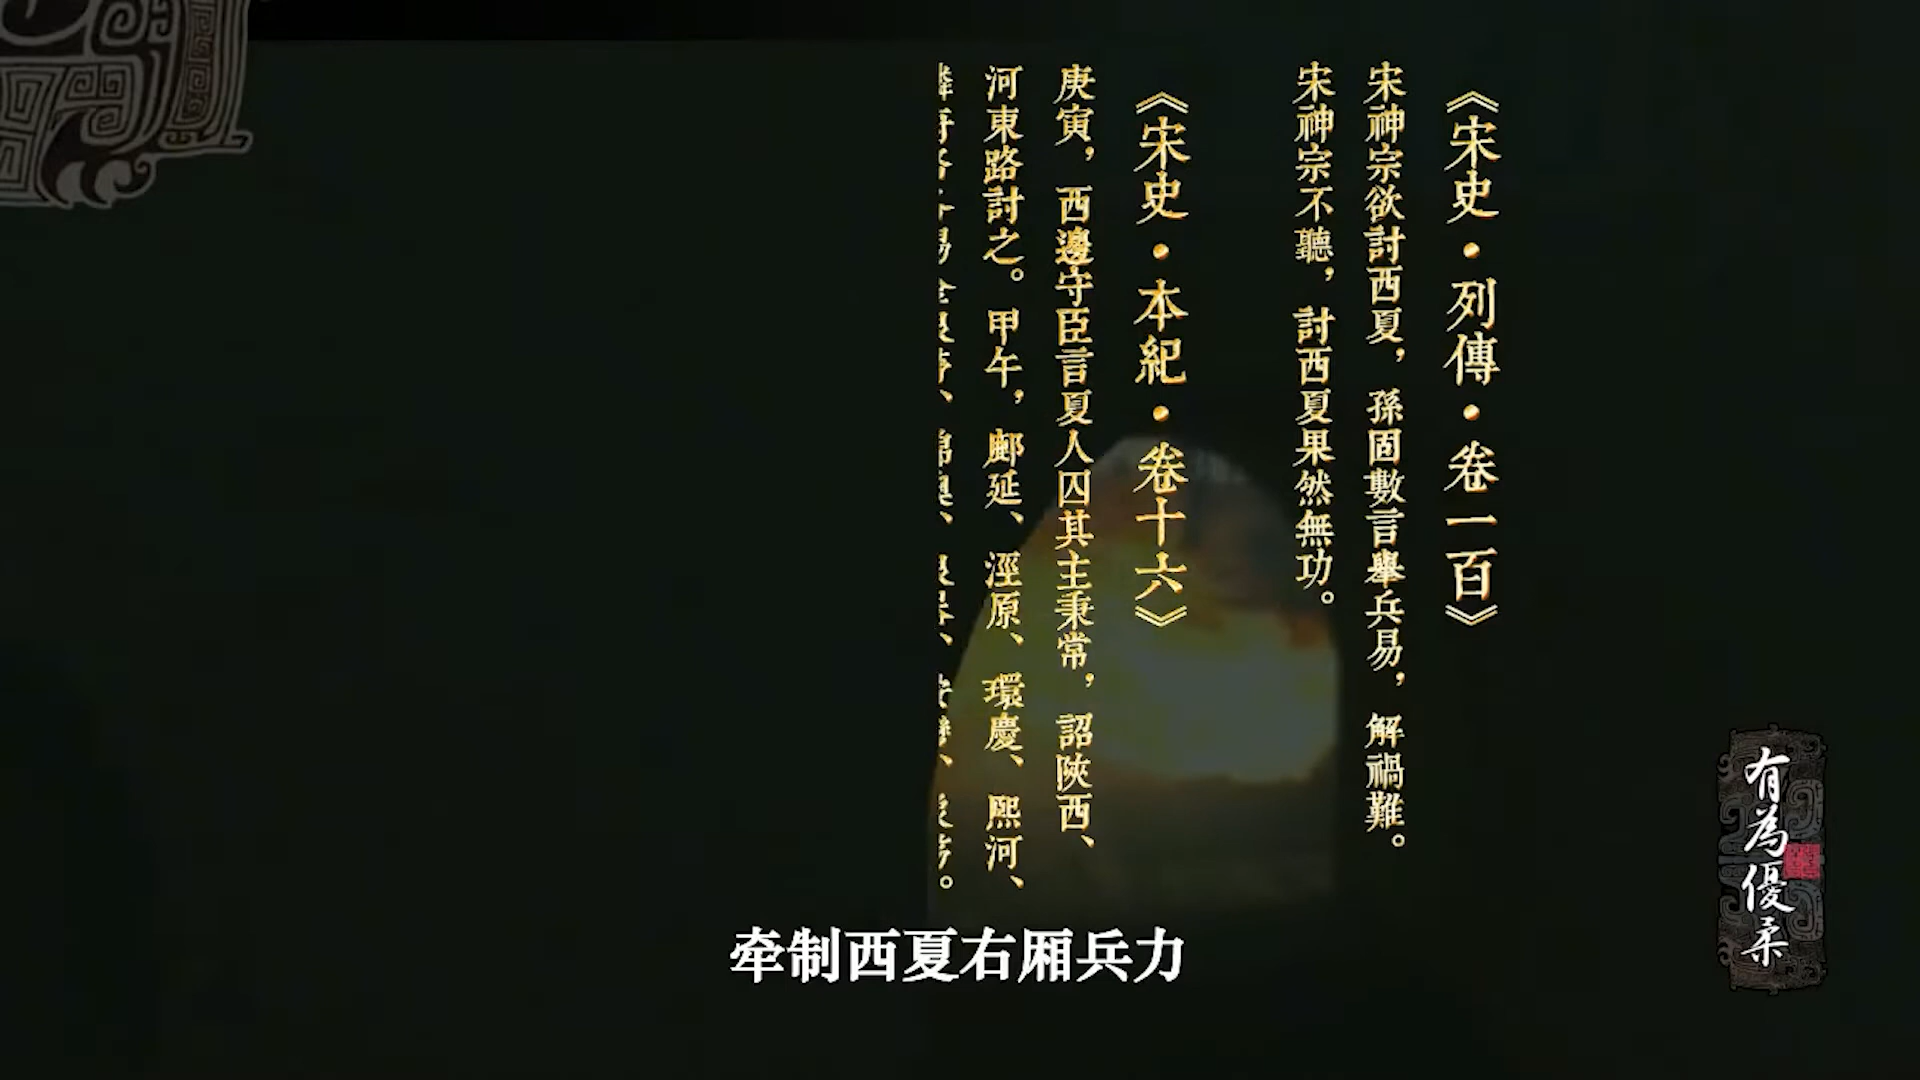 《宋史·列傳·卷一百》
宋神宗欲討西夏，孫固數言舉兵易，解禍難。
宋神宗不聽，討西夏果然無功。
《宋史·本紀·卷十六》
庚寅，西邊守臣言夏人囚其主秉常，詔陝西、
河東路討之。甲午，鄜延、涇原、環慶、熙河、
牵制西夏右厢兵力
有為優柔